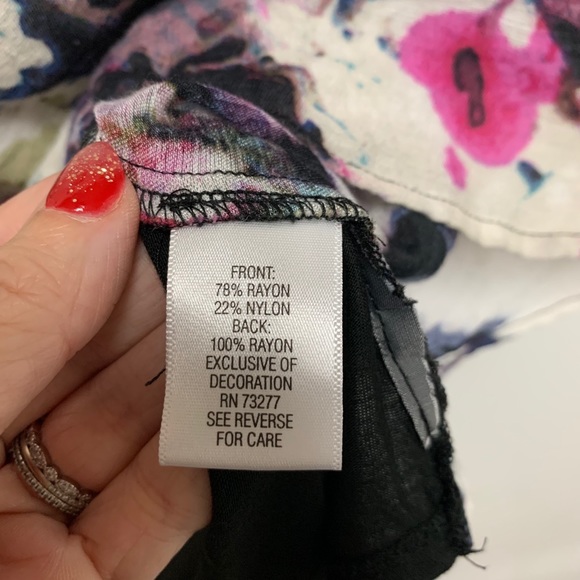 FRONT:
78% RAYON
22% NYLON
BACK:
100% RAYON
EXCLUSIVE OF
DECORATION
RN 73277
SEE REVERSE
FOR CARE